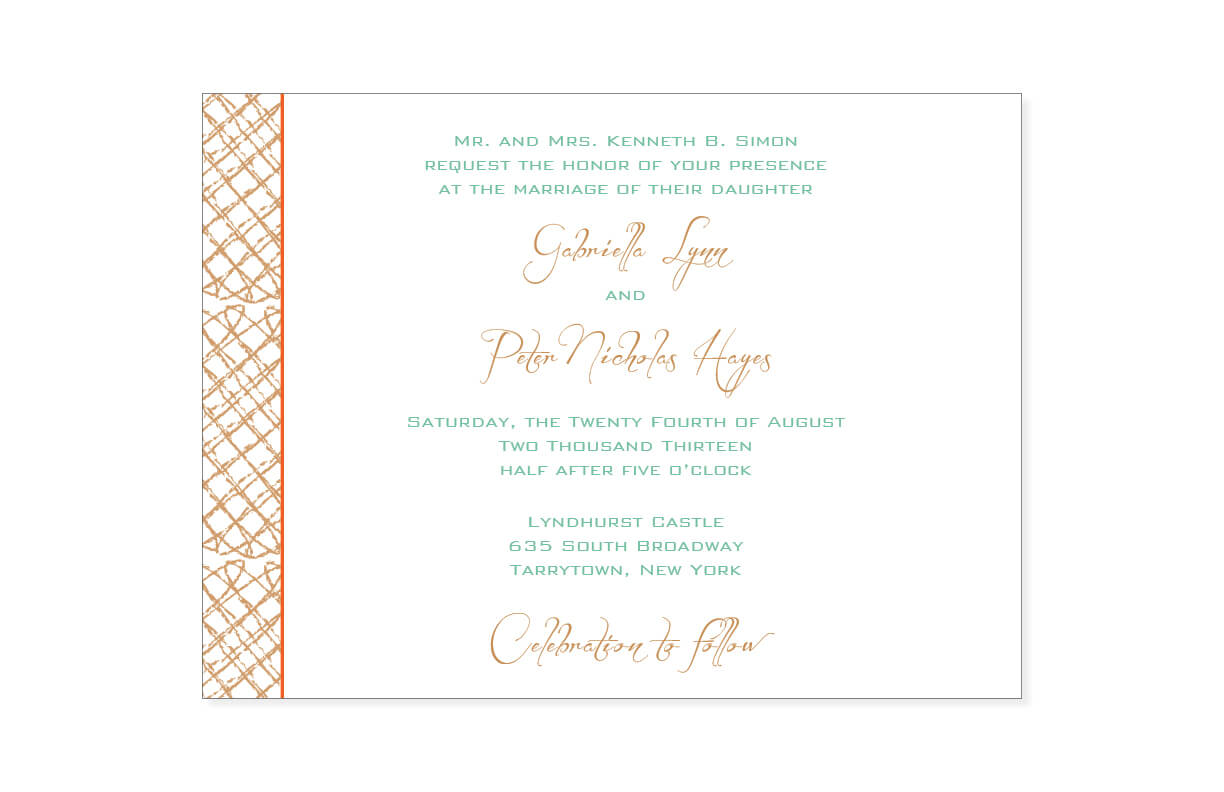 Mr. and Mrs. Kenneth B. Simon
request the honor of your presence
at the marriage of their daughter
Gabriella Lynn
and
Peter Nicholas Hayes
Saturday, the Twenty Fourth of August
Two Thousand Thirteen
half after five o'clock
Lyndhurst Castle
635 South Broadway
Tarrytown, New York
Celebration to follow